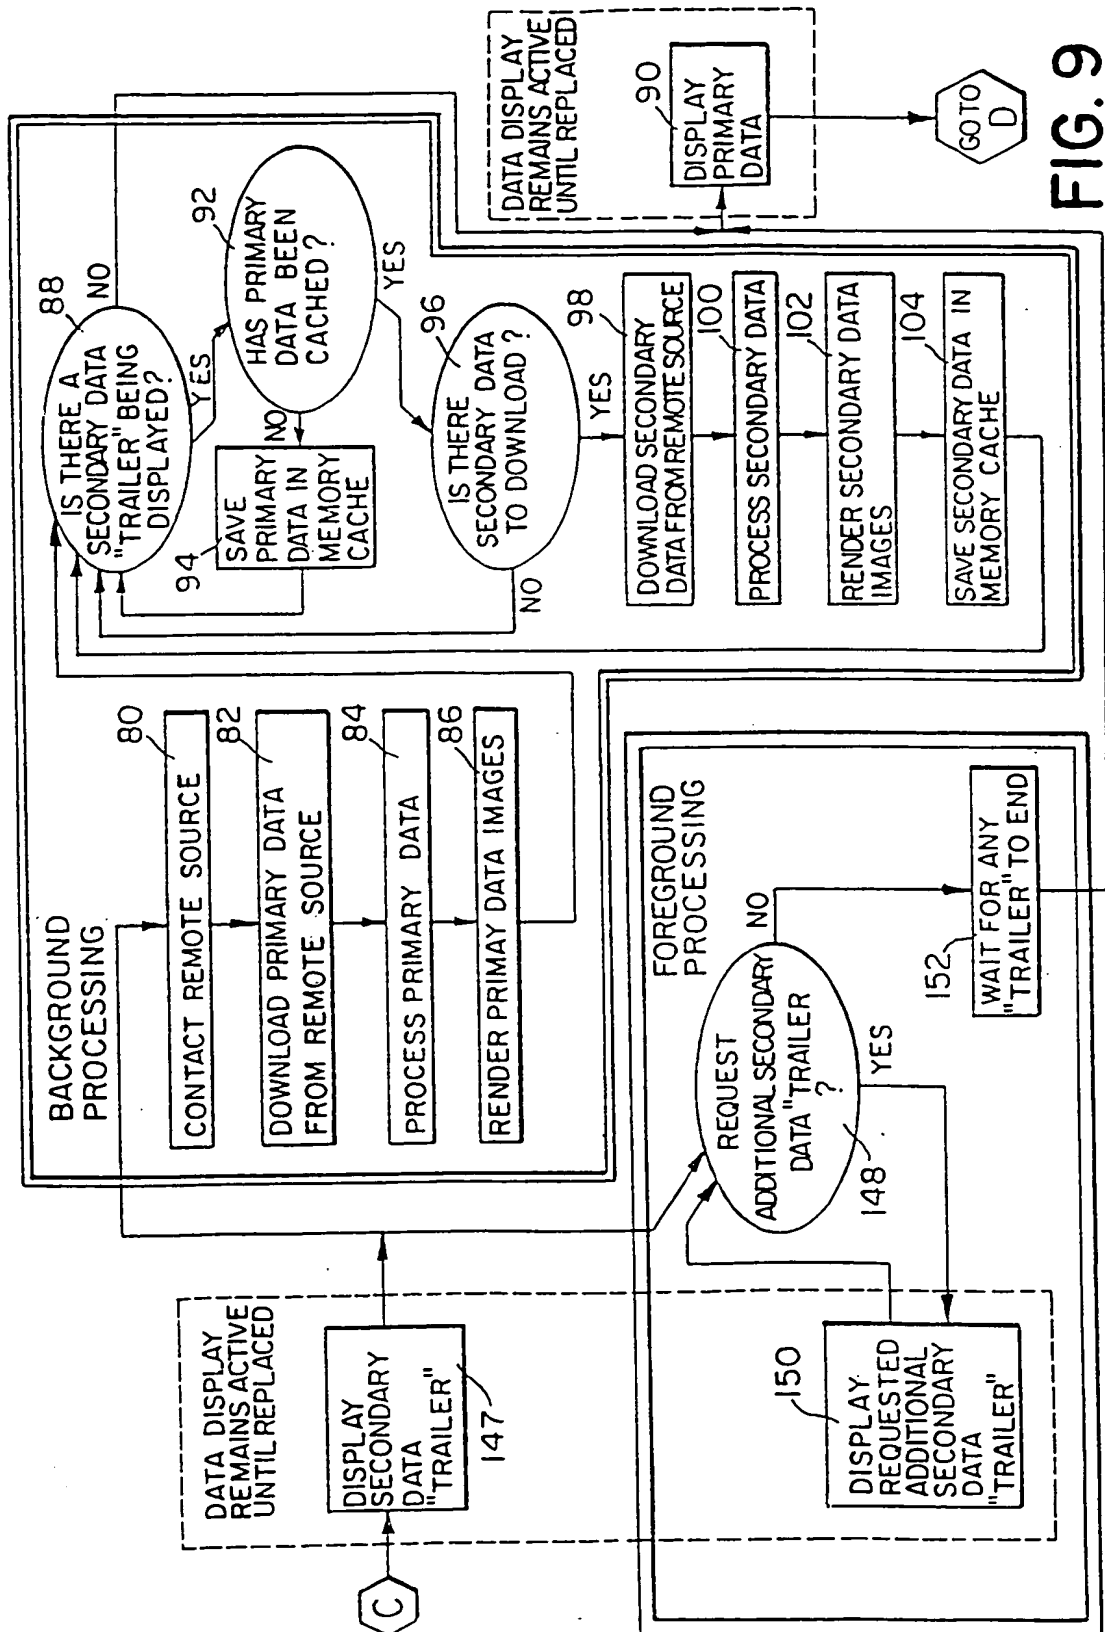 C
DATA DISPLAY
REMAINS ACTIVE
UNTIL REPLACED
DISPLAY
SECONDARY
DATA
"TRAILER"
147
150
DISPLAY
REQUESTED
ADDITIONAL
SECONDARY
DATA
"TRAILER"
BACKGROUND
PROCESSING
80
CONTACT REMOTE SOURCE
82
DOWNLOAD PRIMARY DATA
FROM REMOTE SOURCE
84
PROCESS PRIMARY DATA
86
RENDER PRIMAY DATA IMAGES
FOREGROUND
PROCESSING
REQUEST
ADDITIONAL SECONDARY
DATA "TRAILER
?
148
NO
YES
152
WAIT FOR ANY
"TRAILER" TO END
88
IS THERE A
SECONDARY DATA
"TRAILER" BEING
DISPLAYED?
NO
YES
92
HAS PRIMARY
DATA BEEN
CACHED?
NO
YES
94
SAVE
PRIMARY
DATA IN
MEMORY
CACHE
96
IS THERE
SECONDARY DATA
TO DOWNLOAD?
NO
YES
98
DOWNLOAD SECONDARY
DATA FROM REMOTE SOURCE
100
PROCESS SECONDARY DATA
102
RENDER SECONDARY DATA
IMAGES
104
SAVE SECONDARY DATA IN
MEMORY CACHE
DATA DISPLAY
REMAINS ACTIVE
UNTIL REPLACED
90
DISPLAY
PRIMARY
DATA
GO TO
D
FIG. 9